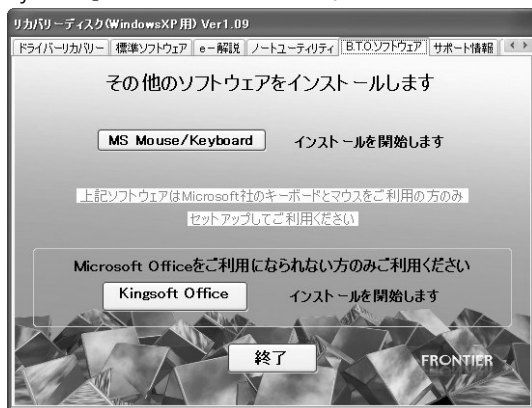 リカバリーディスク(WindowsXP用) Ver1.09
ドライバーリカバリー 標準ソフトウェア e－解説 ノートユーティリティ B.T.O.ソフトウェア サポート情報
その他のソフトウェアをインストールします
MS Mouse/Keyboard インストールを開始します
上記ソフトウェアはMicrosoft社のキーボードとマウスをご利用の方のみ
セットアップしてご利用ください
Microsoft Officeをご利用になられない方のみご利用ください
Kingsoft Office インストールを開始します
終了
FRONTIER